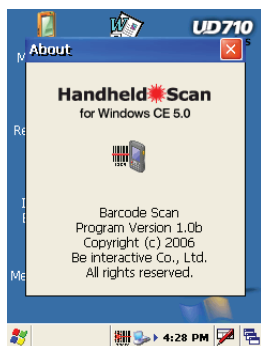 UD710
About
Handheld Scan
for Windows CE 5.0
Barcode Scan
Program Version 1.0b
Copyright (c) 2006
Be interactive Co., Ltd.
All rights reserved.
4:28 PM